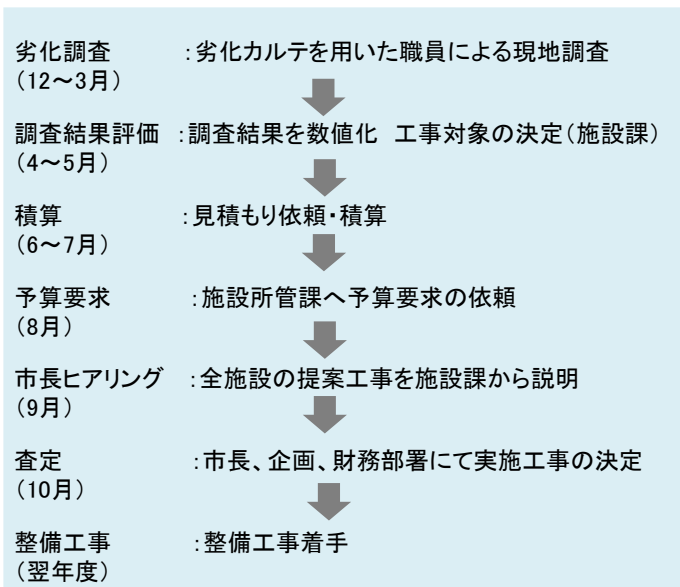 劣化調査　　　:劣化カルテを用いた職員による現地調査
(12～3月)
調査結果評価　:調査結果を数値化　工事対象の決定(施設課)
(4～5月)
積算　　　　　:見積もり依頼・積算
(6～7月)
予算要求　　　:施設所管課へ予算要求の依頼
(8月)
市長ヒアリング　:全施設の提案工事を施設課から説明
(9月)
査定　　　　　:市長、企画、財務部署にて実施工事の決定
(10月)
整備工事　　　:整備工事着手
(翌年度)